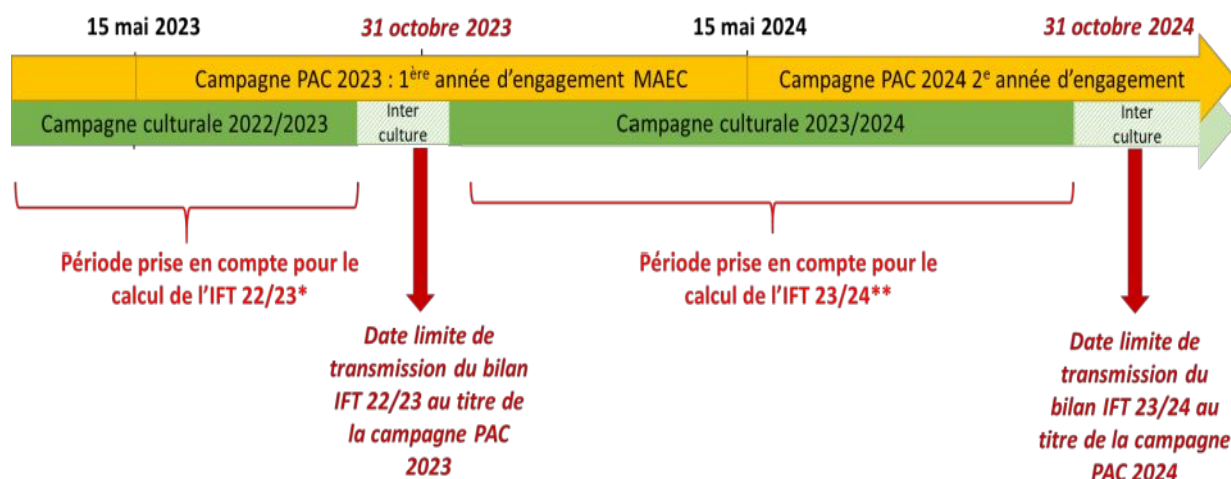 15 mai 2023
31 octobre 2023
15 mai 2024
31 octobre 2024
Campagne PAC 2023 : 1ère année d'engagement MAEC
Campagne PAC 2024 2e année d'engagement
Campagne culturale 2022/2023
Inter
culture
Campagne culturale 2023/2024
Inter
culture
Période prise en compte pour le
calcul de l'IFT 22/23*
Période prise en compte pour le
calcul de l'IFT 23/24**
Date limite de
transmission du bilan
IFT 22/23 au titre de
la campagne PAC
2023
Date limite de
transmission du
bilan IFT 23/24 au
titre de la campagne
PAC 2024